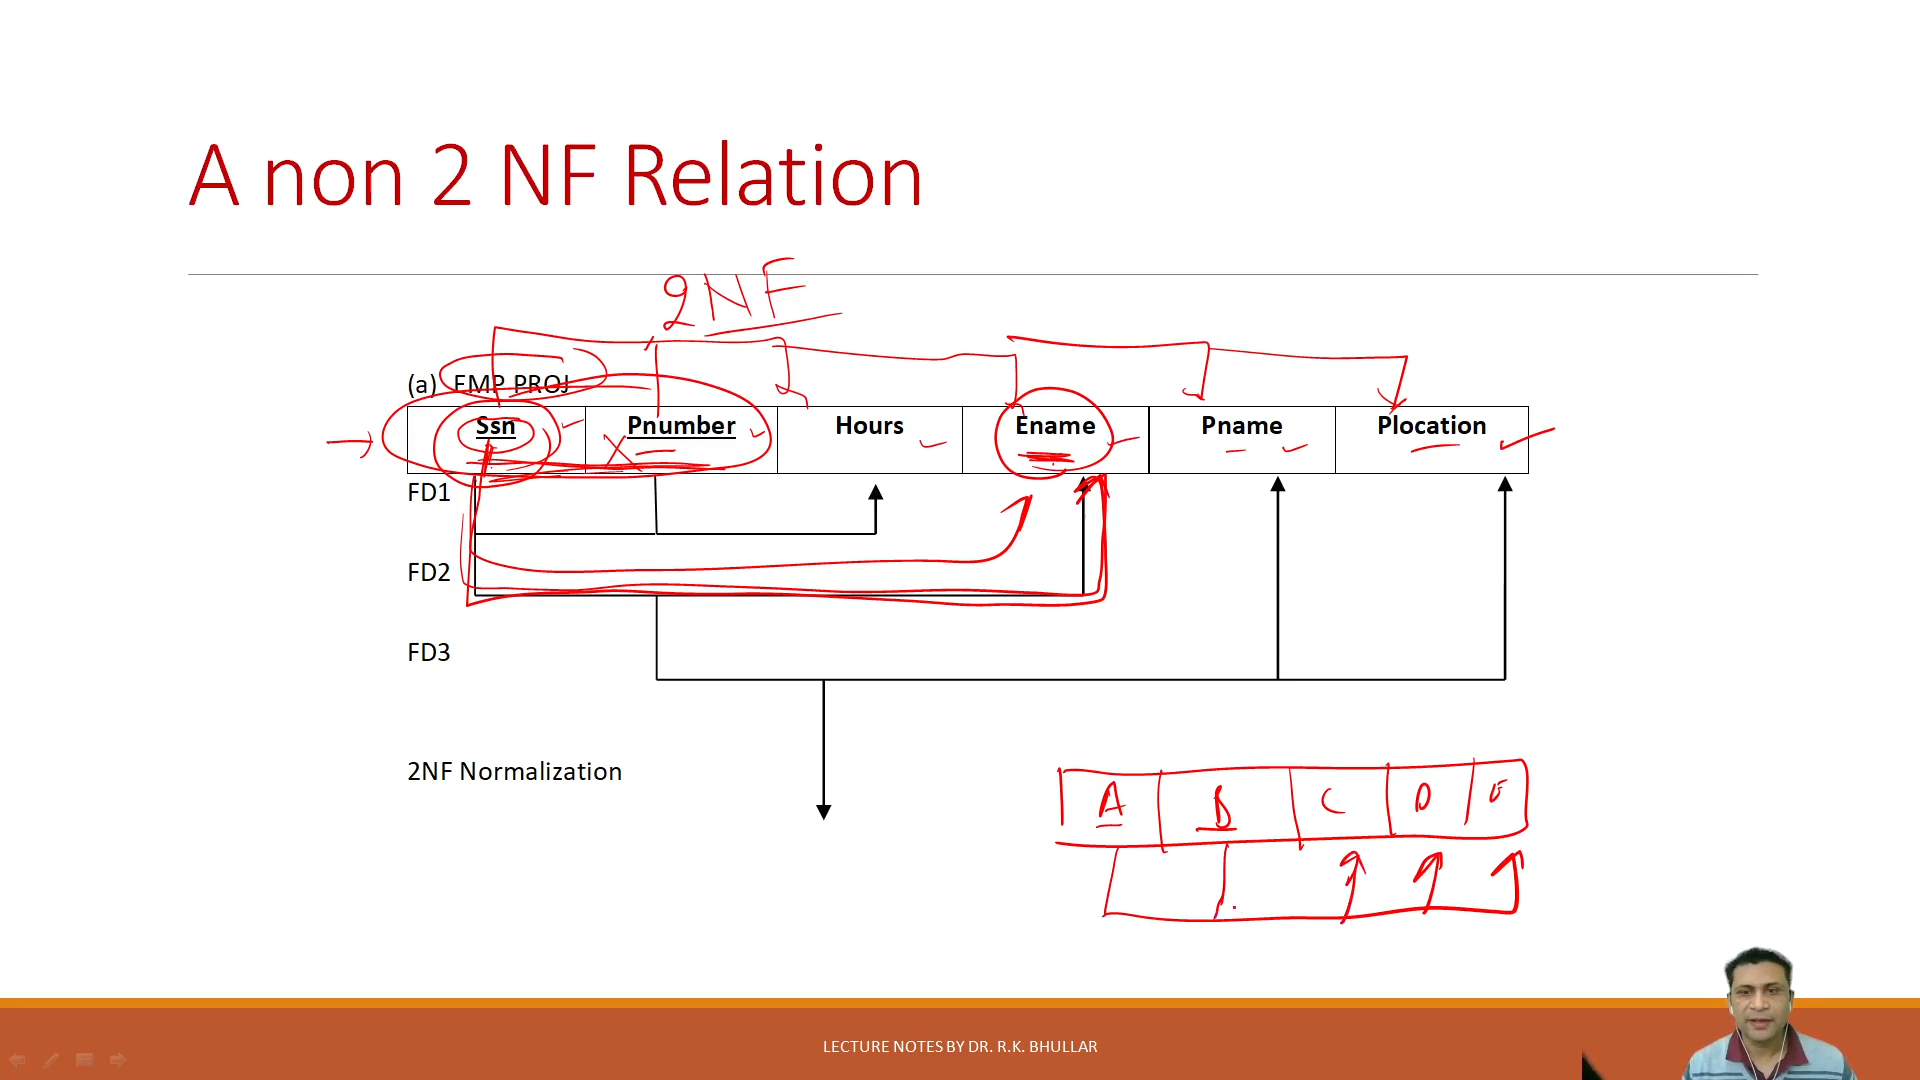 A non 2 NF Relation
2NF
(a) EMP_PROJ
Ssn Pnumber Hours Ename Pname Plocation
FD1
FD2
FD3
2NF Normalization
A B C D E
LECTURE NOTES BY DR. R.K. BHULLAR